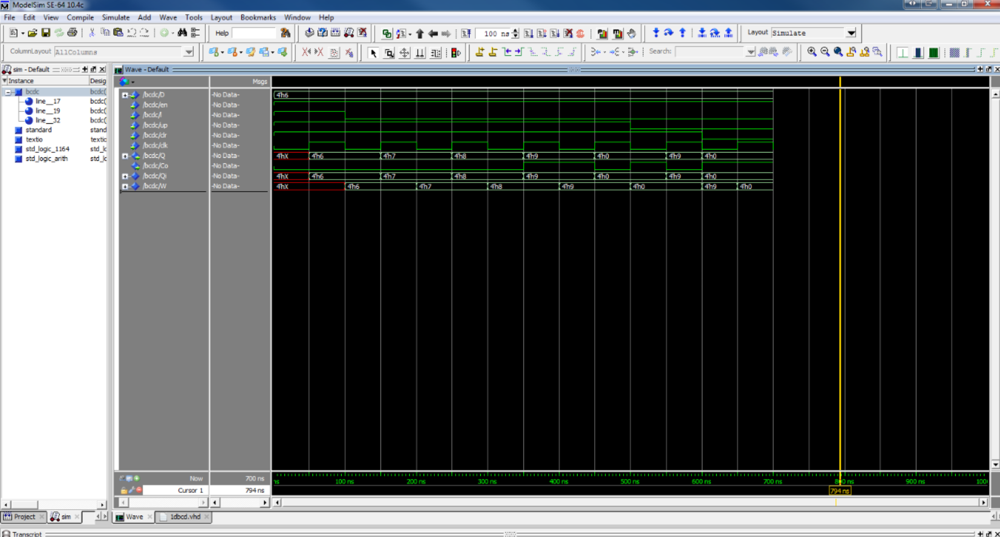 ModelSim SE-64 10.4c
File Edit View Compile Simulate Add Wave Tools Layout Bookmarks Window Help
Help 100 ns Layout Simulate
ColumnLayout AllColumns Search:
sim - Default
Instance Desig
bcdc bcdc(
line__17 bcdc(
line__19 bcdc(
line__32 bcdc(
standard stand
textio textic
std_logic_1164 std_lc
std_logic_arith std_lc
Wave - Default
Msgs
/bcdc/D -No Data- 4'h6
/bcdc/en -No Data-
/bcdc/l -No Data-
/bcdc/up -No Data-
/bcdc/clr -No Data-
/bcdc/clk -No Data-
/bcdc/Q -No Data- 4'hX 4'h6 4'h7 4'h8 4'h9 4'h0 4'h9 4'h0
/bcdc/Co -No Data-
/bcdc/Qi -No Data- 4'hX 4'h6 4'h7 4'h8 4'h9 4'h0 4'h9 4'h0
/bcdc/W -No Data- 4'hX 4'h6 4'h7 4'h8 4'h9 4'h0 4'h9 4'h0
Now 700 ns
ns 100 ns 200 ns 300 ns 400 ns 500 ns 600 ns 700 ns 800 ns 900 ns 100
Cursor 1 794 ns
794 ns
Project sim Wave 1dbcd.vhd
Transcript